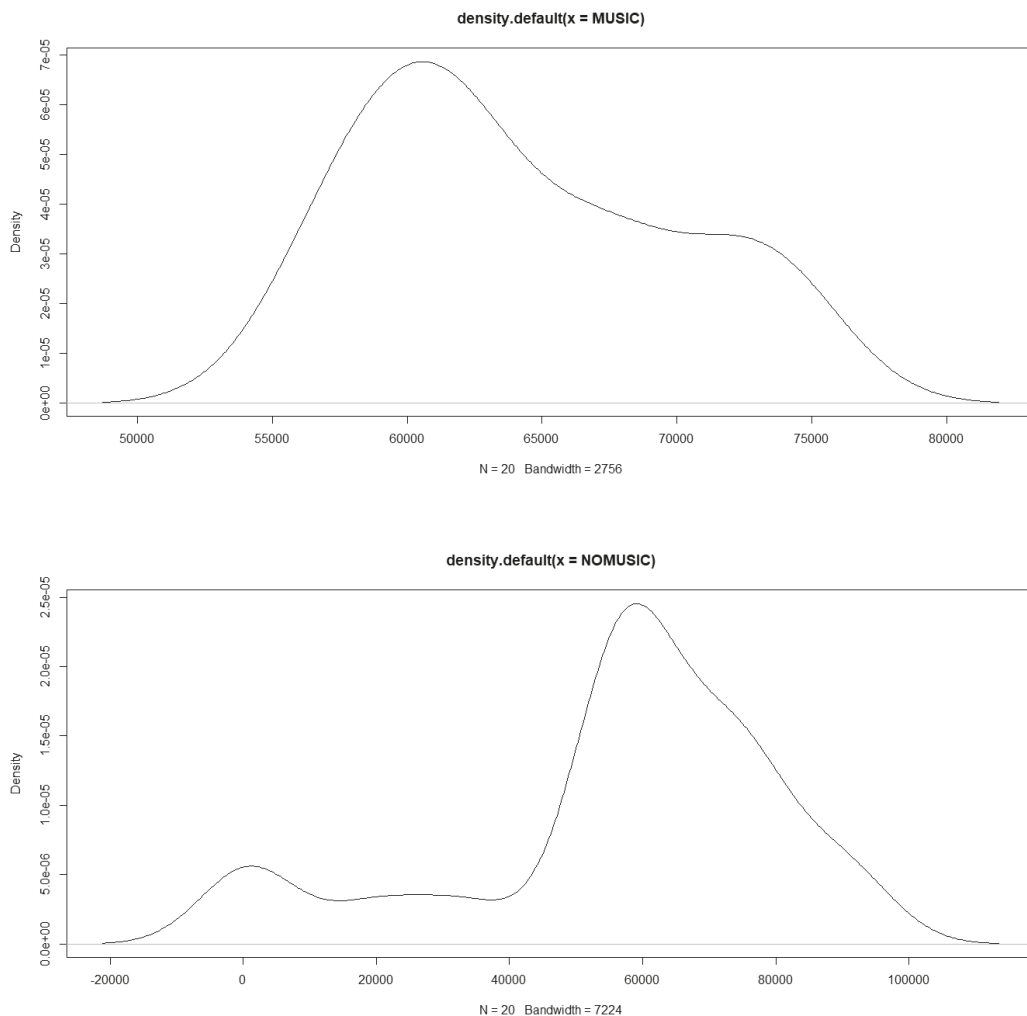 density.default(x = MUSIC)
7e-05
6e-05
5e-05
4e-05
3e-05
2e-05
1e-05
0e+00
Density
50000 55000 60000 65000 70000 75000 80000
N = 20 Bandwidth = 2756
density.default(x = NOMUSIC)
2.5e-05
2.0e-05
1.5e-05
1.0e-05
5.0e-06
0.0e+00
Density
-20000 0 20000 40000 60000 80000 100000
N = 20 Bandwidth = 7224